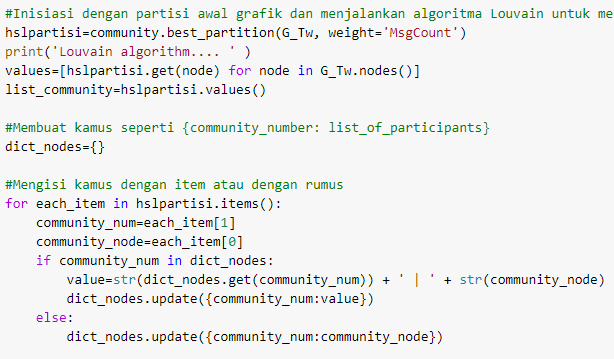 #Inisiasi dengan partisi awal grafik dan menjalankan algoritma Louvain untuk me
hslpartisi=community.best_partition(G_Tw, weight='MsgCount')
print('Louvain algorithm.... ' )
values=[hslpartisi.get(node) for node in G_Tw.nodes()]
list_community=hslpartisi.values()
#Membuat kamus seperti {community_number: list_of_participants}
dict_nodes={}
#Mengisi kamus dengan item atau dengan rumus
for each_item in hslpartisi.items():
    community_num=each_item[1]
    community_node=each_item[0]
    if community_num in dict_nodes:
        value=str(dict_nodes.get(community_num)) + ' | ' + str(community_node)
        dict_nodes.update({community_num:value})
    else:
        dict_nodes.update({community_num:community_node})